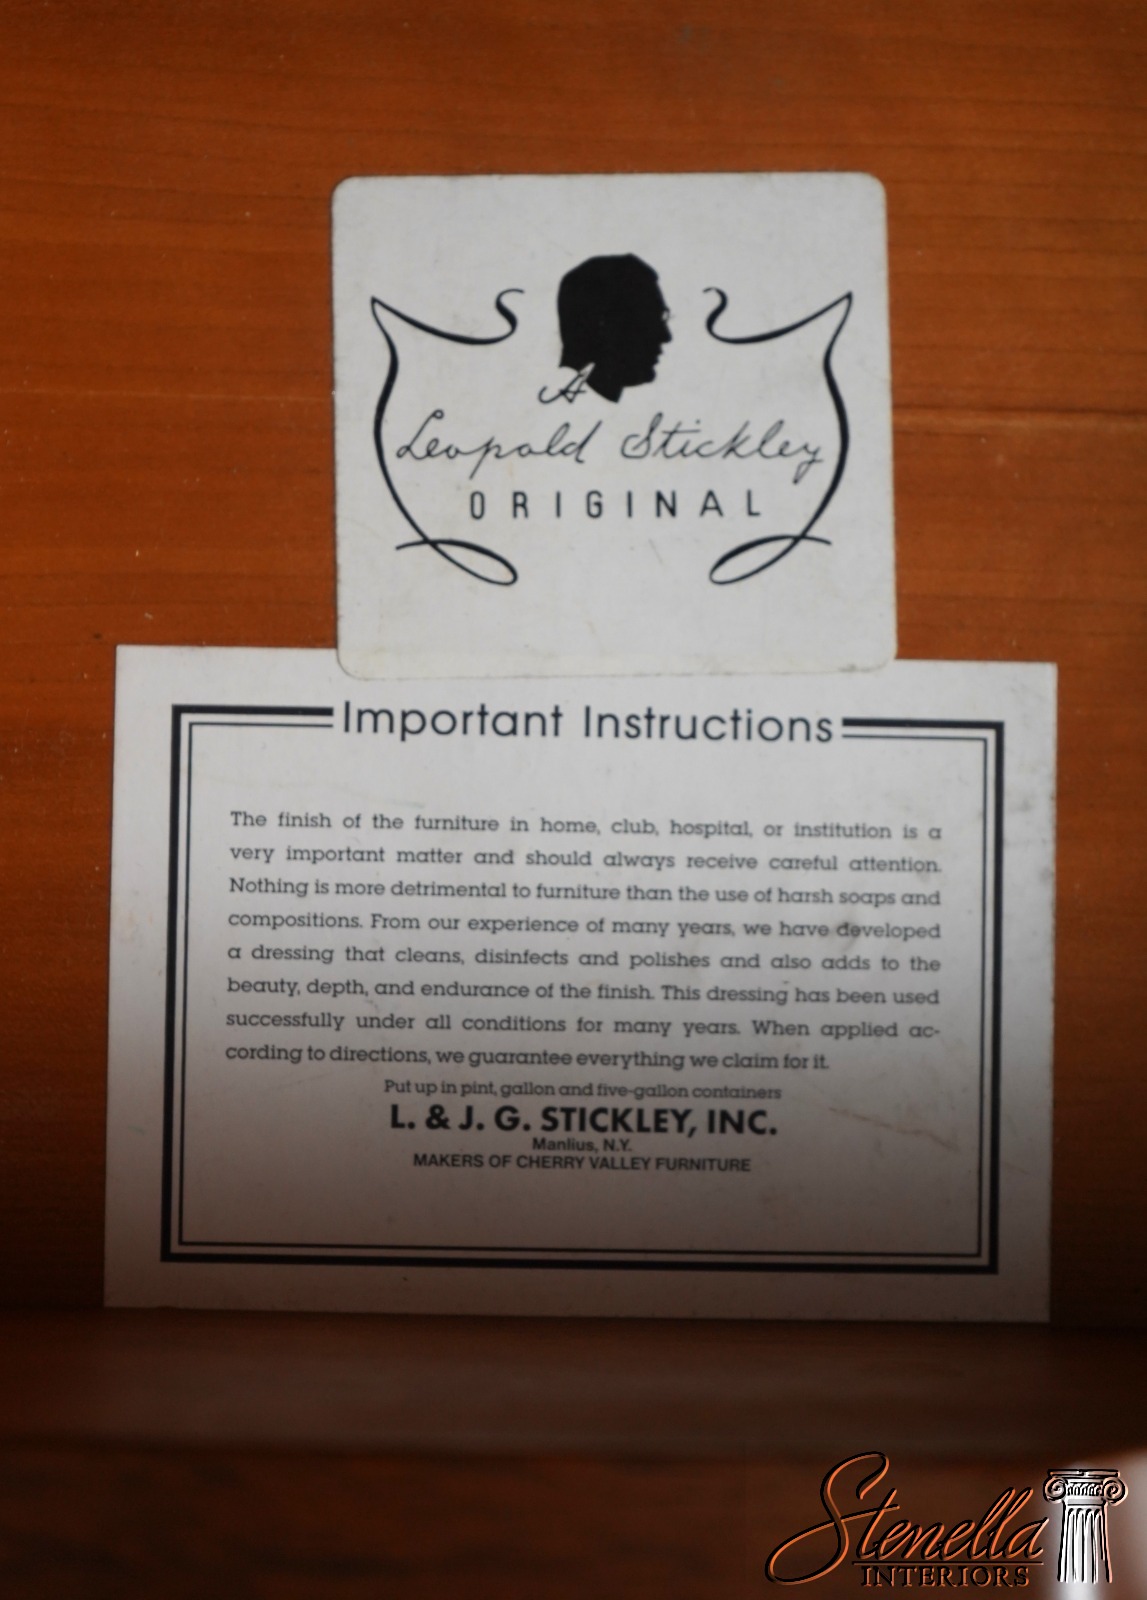 A
Leopold Stickley
ORIGINAL
Important Instructions
The finish of the furniture in home, club, hospital, or institution is a
very important matter and should always receive careful attention.
Nothing is more detrimental to furniture than the use of harsh soaps and
compositions. From our experience of many years, we have developed
a dressing that cleans, disinfects and polishes and also adds to the
beauty, depth, and endurance of the finish. This dressing has been used
successfully under all conditions for many years. When applied ac-
cording to directions, we guarantee everything we claim for it.
Put up in pint, gallon and five-gallon containers
L. & J. G. STICKLEY, INC.
Manlius, N.Y.
MAKERS OF CHERRY VALLEY FURNITURE
Stenella
INTERIORS